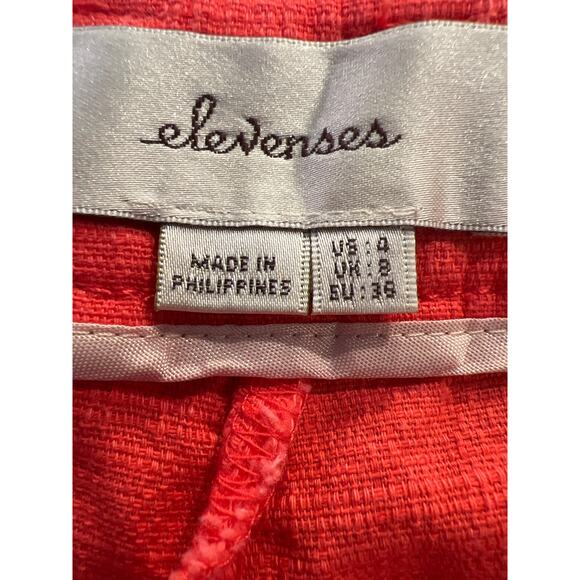 elevenses
MADE IN
PHILIPPINES
US : 4
UK : 8
EU : 36